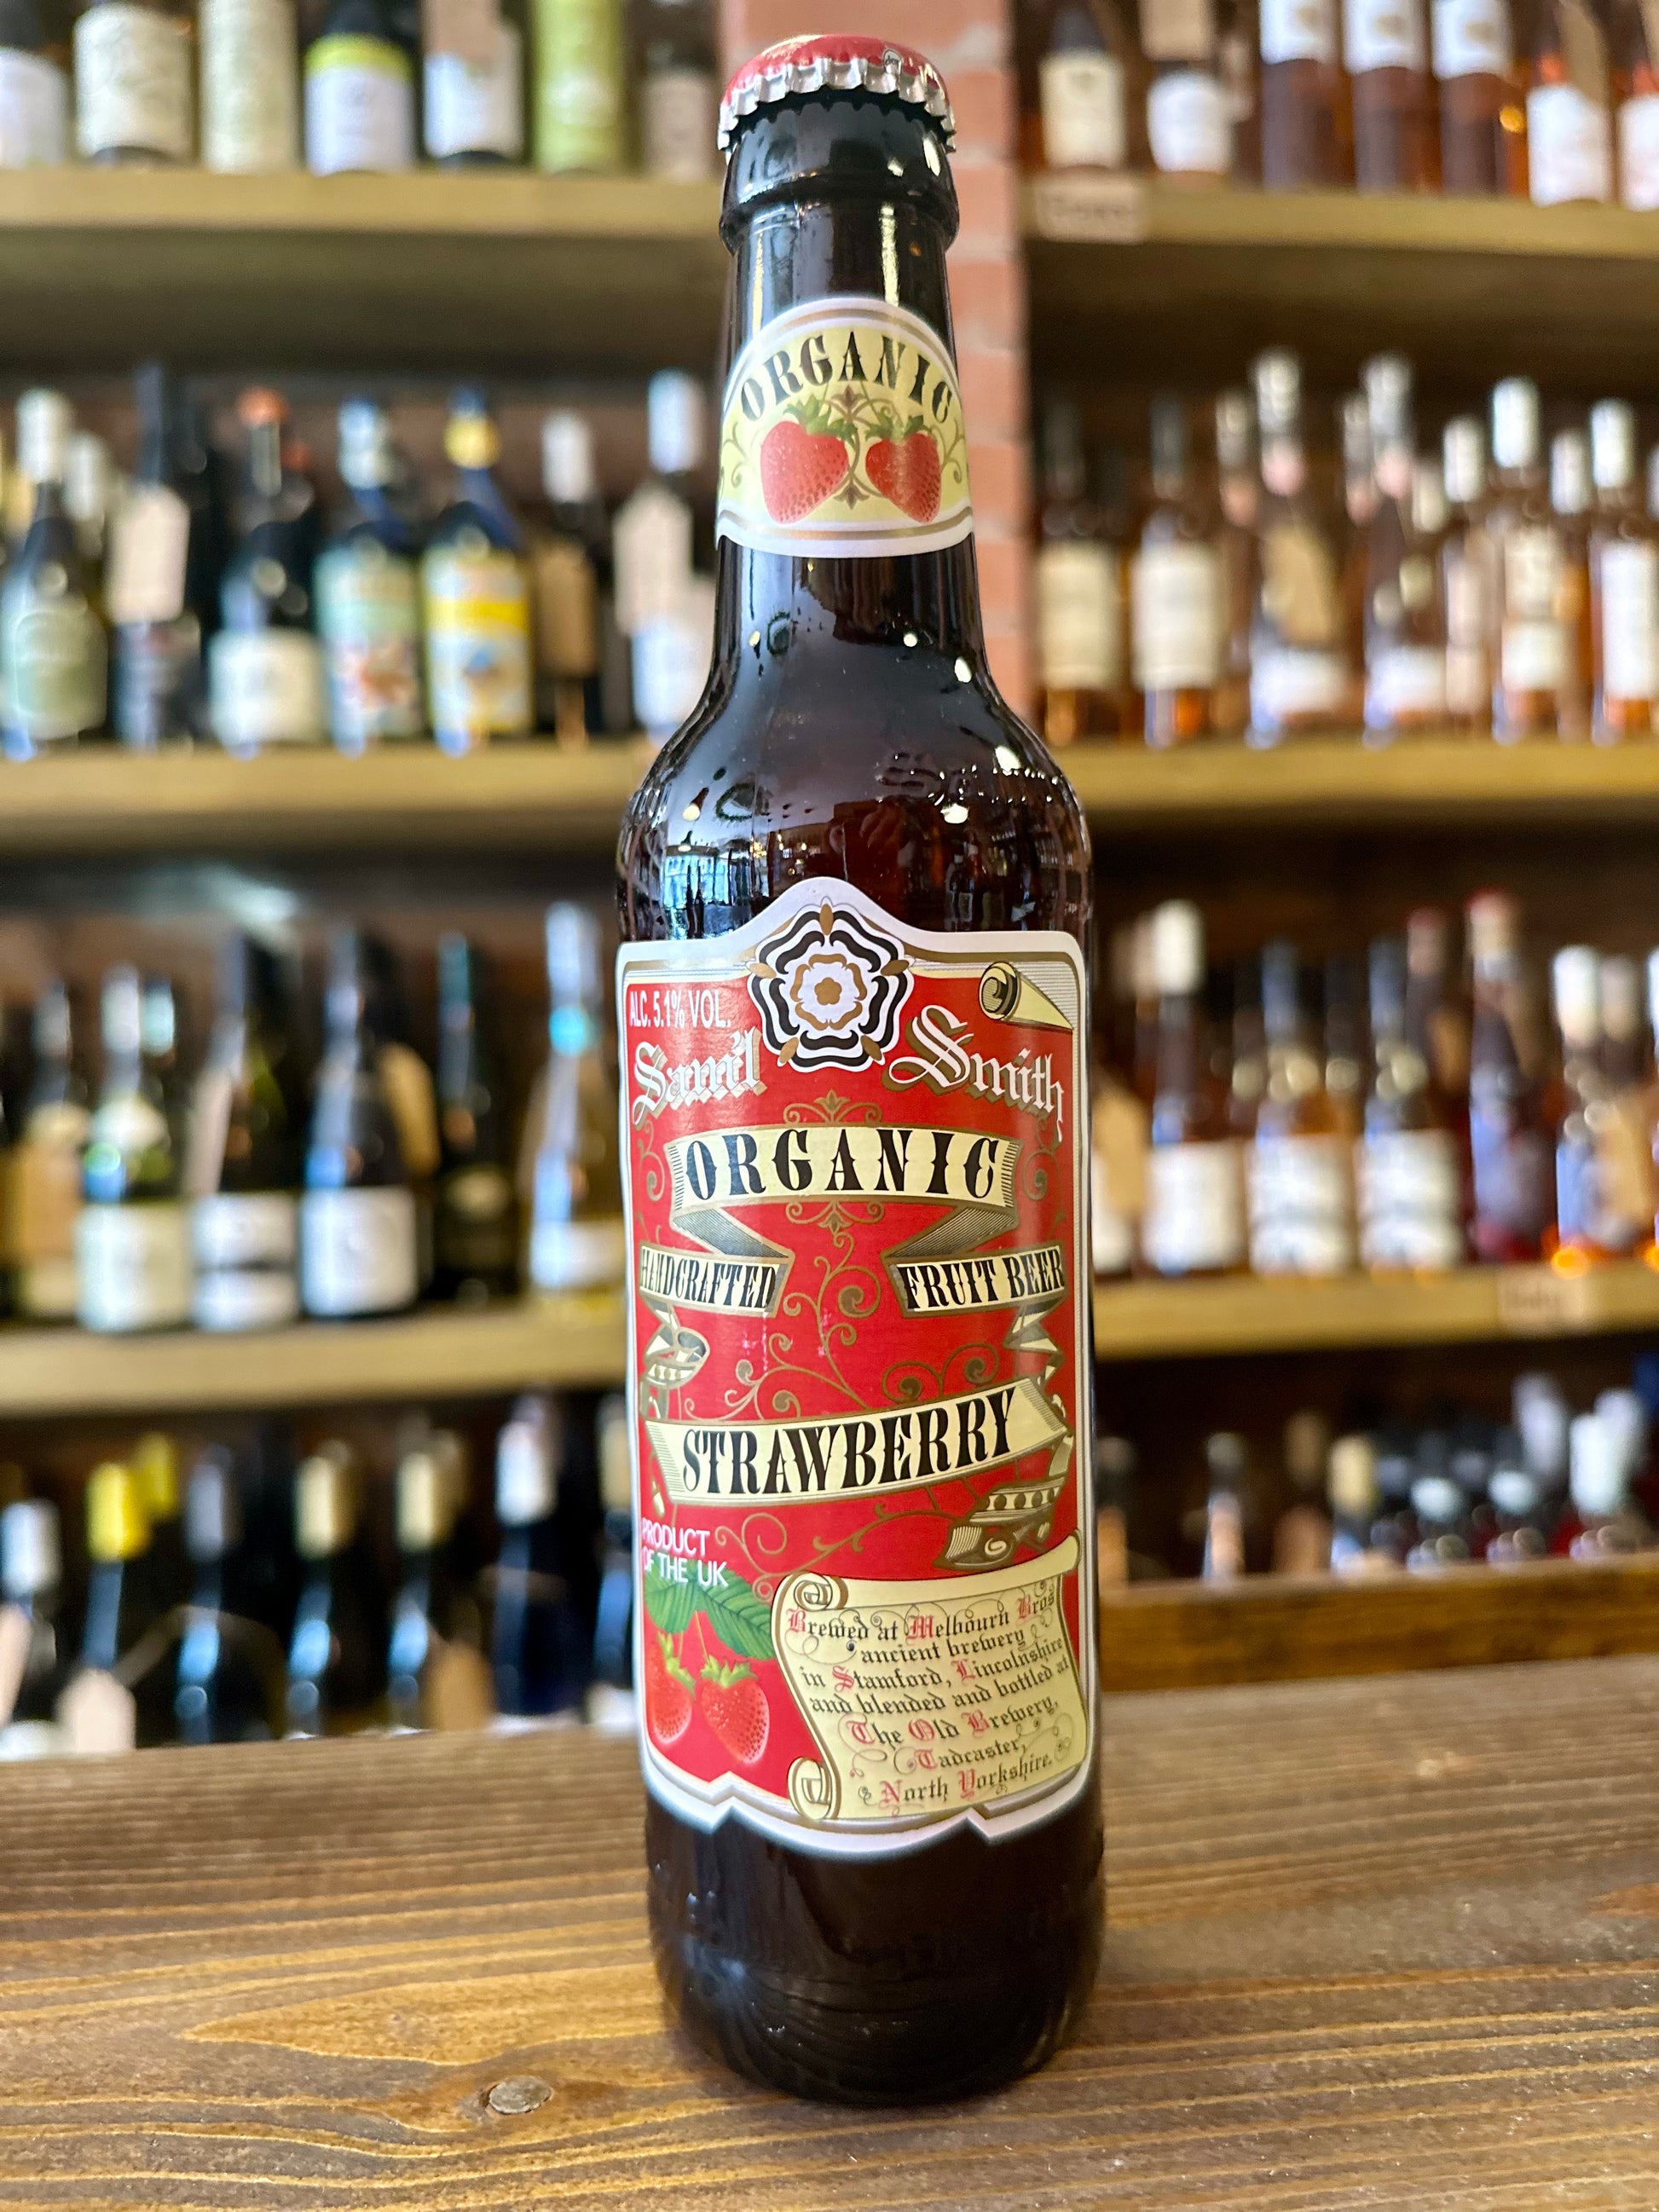 ORGANIC
ALC. 5.1% VOL.
Sam'l Smith
ORGANIC
HANDCRAFTED FRUIT BEER
STRAWBERRY
PRODUCT
OF THE UK
Brewed at Melbourn Bros
ancient brewery
in Stamford, Lincolnshire
and blended and bottled at
The Old Brewery,
Tadcaster,
North Yorkshire.